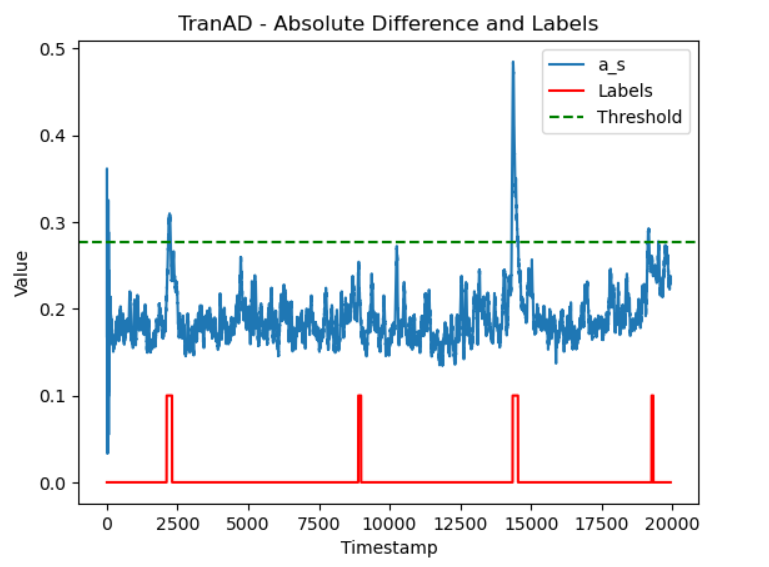 TranAD - Absolute Difference and Labels
a_s
Labels
Threshold
0.5
0.4
0.3
0.2
0.1
0.0
Value
0 2500 5000 7500 10000 12500 15000 17500 20000
Timestamp